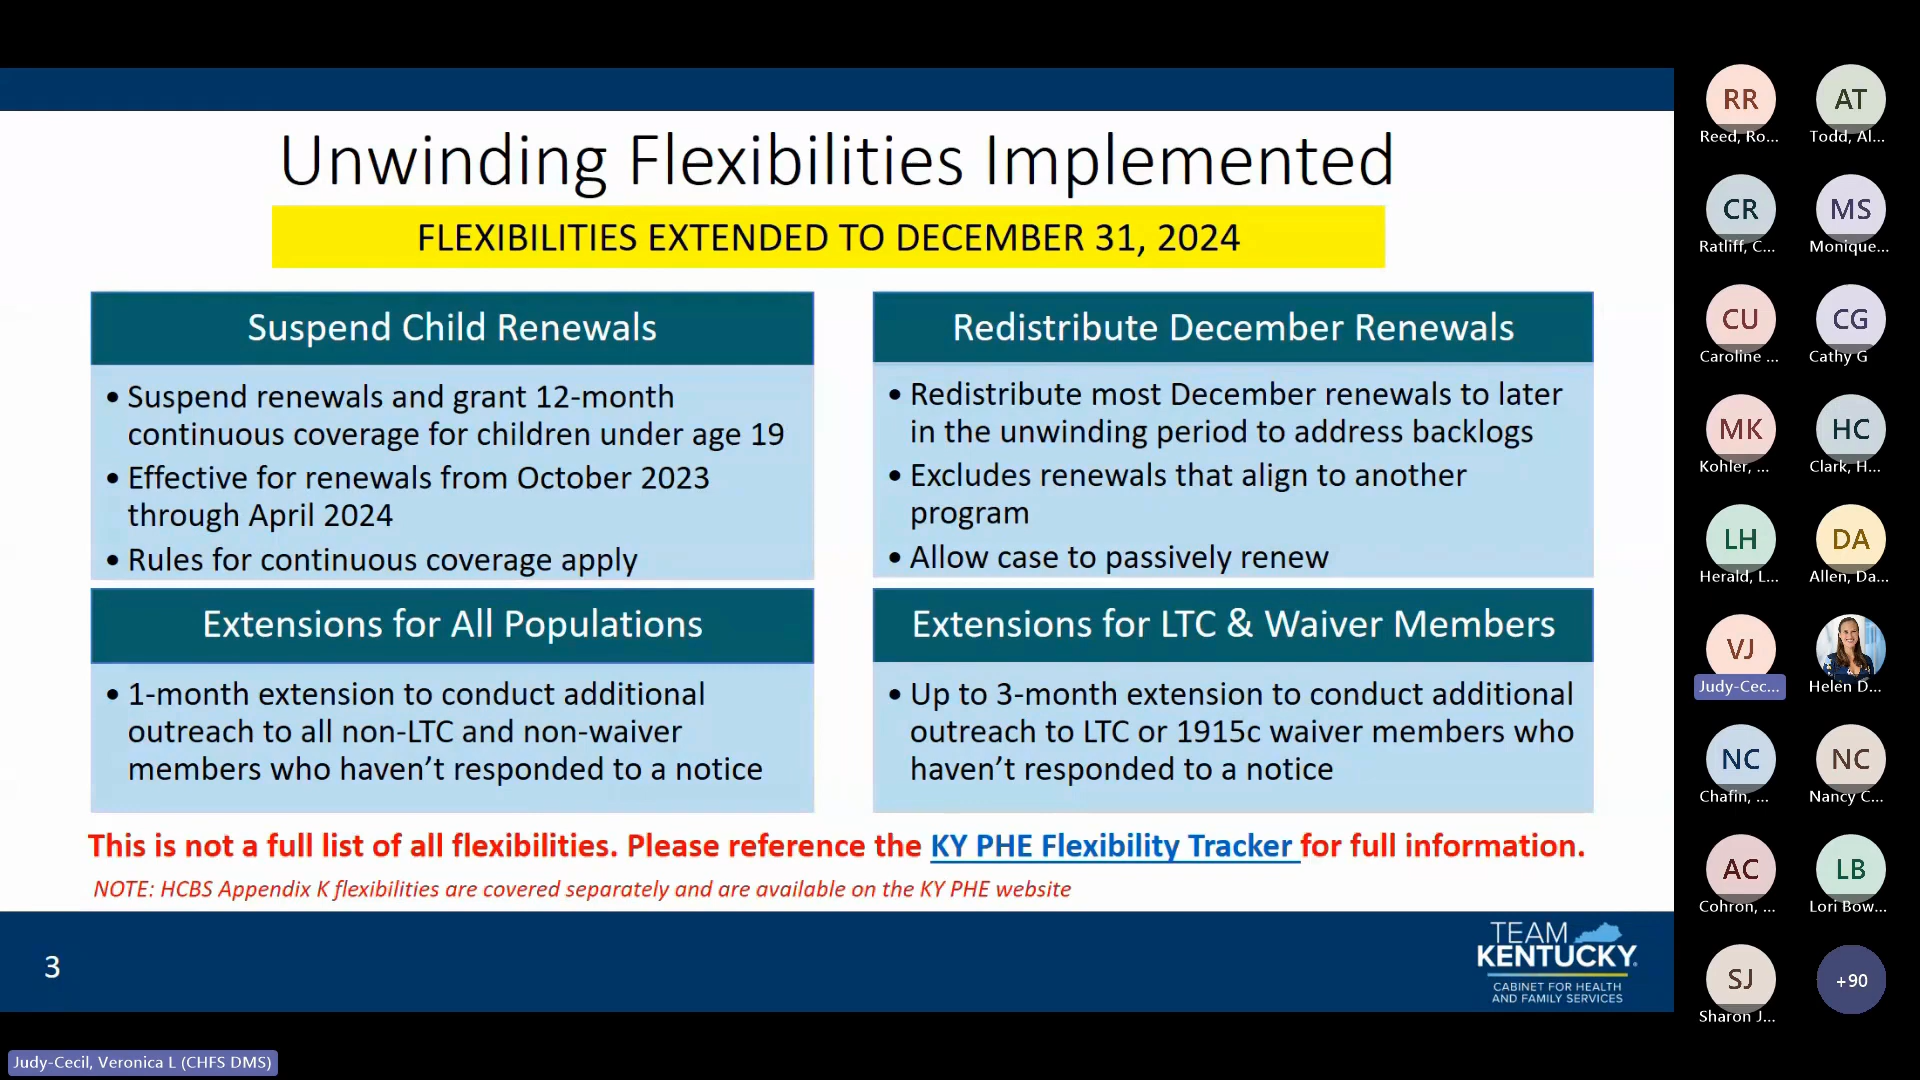 Unwinding Flexibilities Implemented
FLEXIBILITIES EXTENDED TO DECEMBER 31, 2024
Suspend Child Renewals
• Suspend renewals and grant 12-month
continuous coverage for children under age 19
• Effective for renewals from October 2023
through April 2024
• Rules for continuous coverage apply
Redistribute December Renewals
• Redistribute most December renewals to later
in the unwinding period to address backlogs
• Excludes renewals that align to another
program
• Allow case to passively renew
Extensions for All Populations
• 1-month extension to conduct additional
outreach to all non-LTC and non-waiver
members who haven't responded to a notice
Extensions for LTC & Waiver Members
• Up to 3-month extension to conduct additional
outreach to LTC or 1915c waiver members who
haven't responded to a notice
This is not a full list of all flexibilities. Please reference the KY PHE Flexibility Tracker for full information.
NOTE: HCBS Appendix K flexibilities are covered separately and are available on the KY PHE website
3
TEAM
KENTUCKY.
CABINET FOR HEALTH
AND FAMILY SERVICES
RR
Reed, Ro...
AT
Todd, Al...
CR
Ratliff, C...
MS
Monique...
CU
Caroline ...
CG
Cathy G
MK
Kohler, ...
HC
Clark, H...
LH
Herald, L...
DA
Allen, Da...
VJ
Judy-Cec...
Helen D...
NC
Chafin, ...
NC
Nancy C...
AC
Cohron, ...
LB
Lori Bow...
SJ
Sharon J...
+90
Judy-Cecil, Veronica L (CHFS DMS)